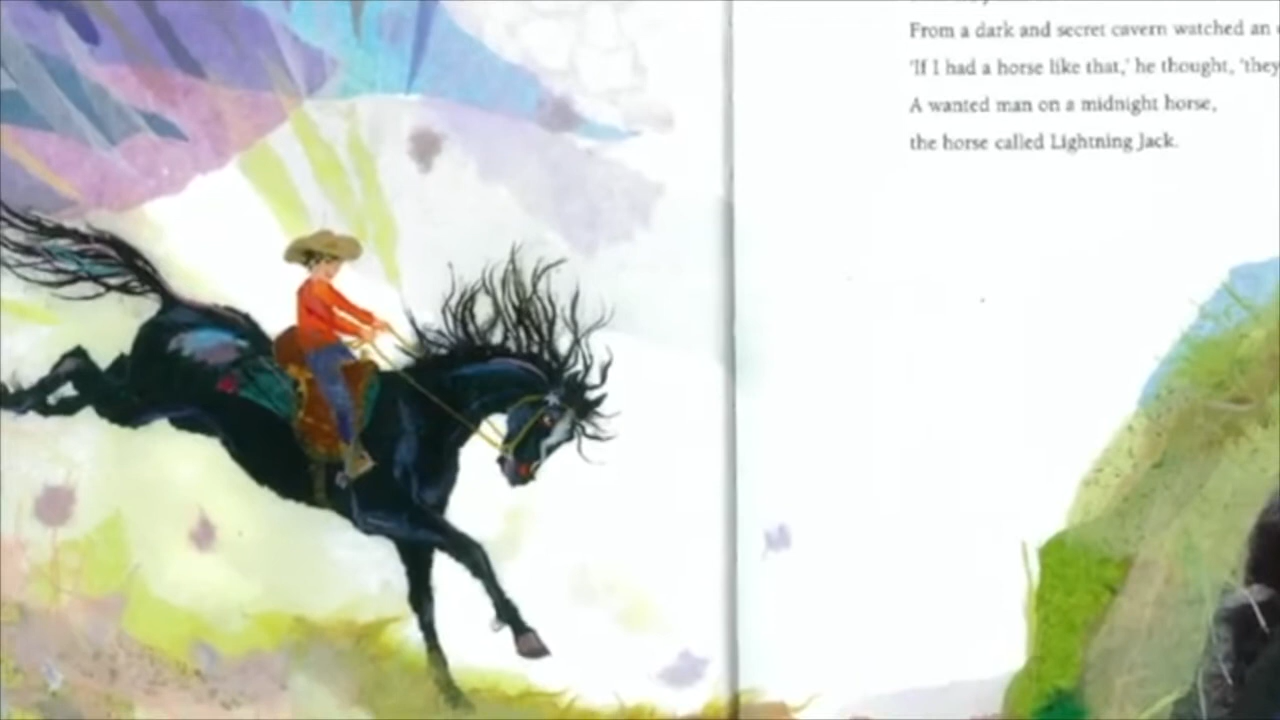 From a dark and secret cavern watched an
'If I had a horse like that,' he thought, 'they
A wanted man on a midnight horse,
the horse called Lightning Jack.